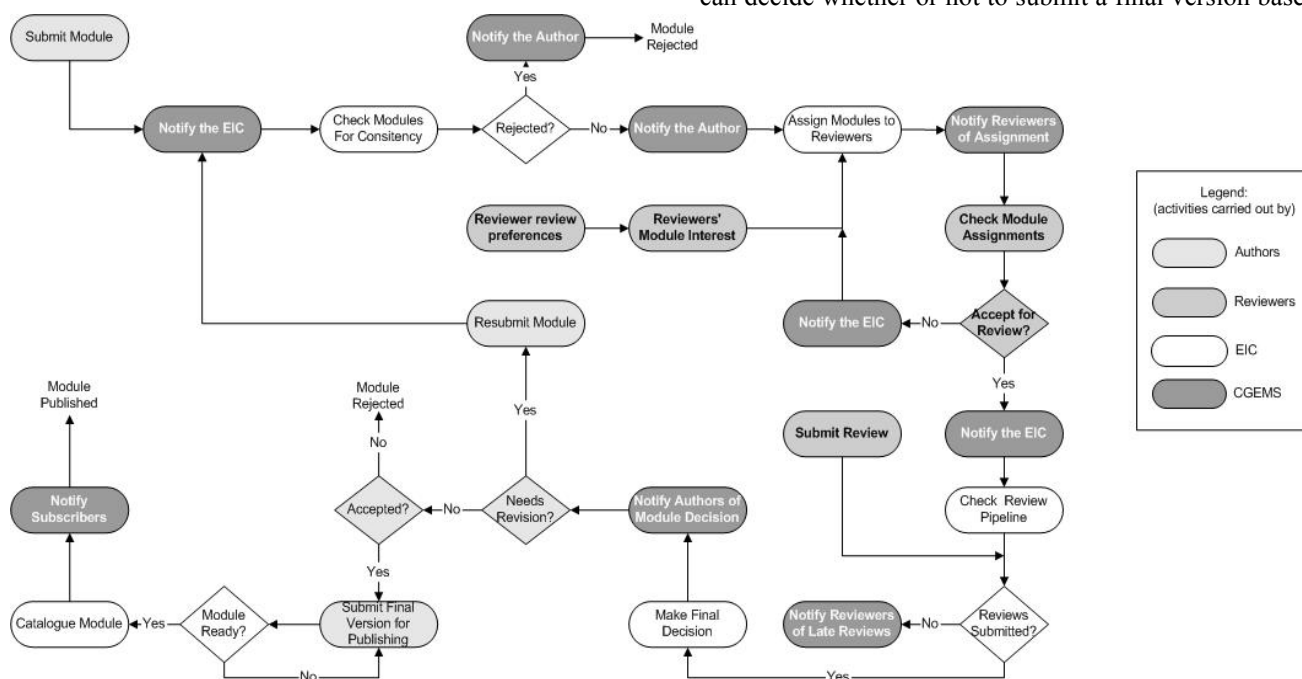 can decide whether or not to submit a final version base
Submit Module
Notify the Author
Module
Rejected
Yes
Notify the EIC
Check Modules
For Consitency
Rejected?
No
Notify the Author
Assign Modules to
Reviewers
Notify Reviewers
of Assignment
Reviewer review
preferences
Reviewers'
Module Interest
Check Module
Assignments
Resubmit Module
Notify the EIC
No
Accept for
Review?
Yes
Module
Published
Module
Rejected
Yes
No
Submit Review
Notify the EIC
Notify
Subscribers
Accepted?
No
Needs
Revision?
Notify Authors of
Module Decision
Check Review
Pipeline
Yes
Catalogue Module
Yes
Module
Ready?
Submit Final
Version for
Publishing
Make Final
Decision
Notify Reviewers
of Late Reviews
No
Reviews
Submitted?
No
Yes
Legend:
(activities carried out by)
Authors
Reviewers
EIC
CGEMS